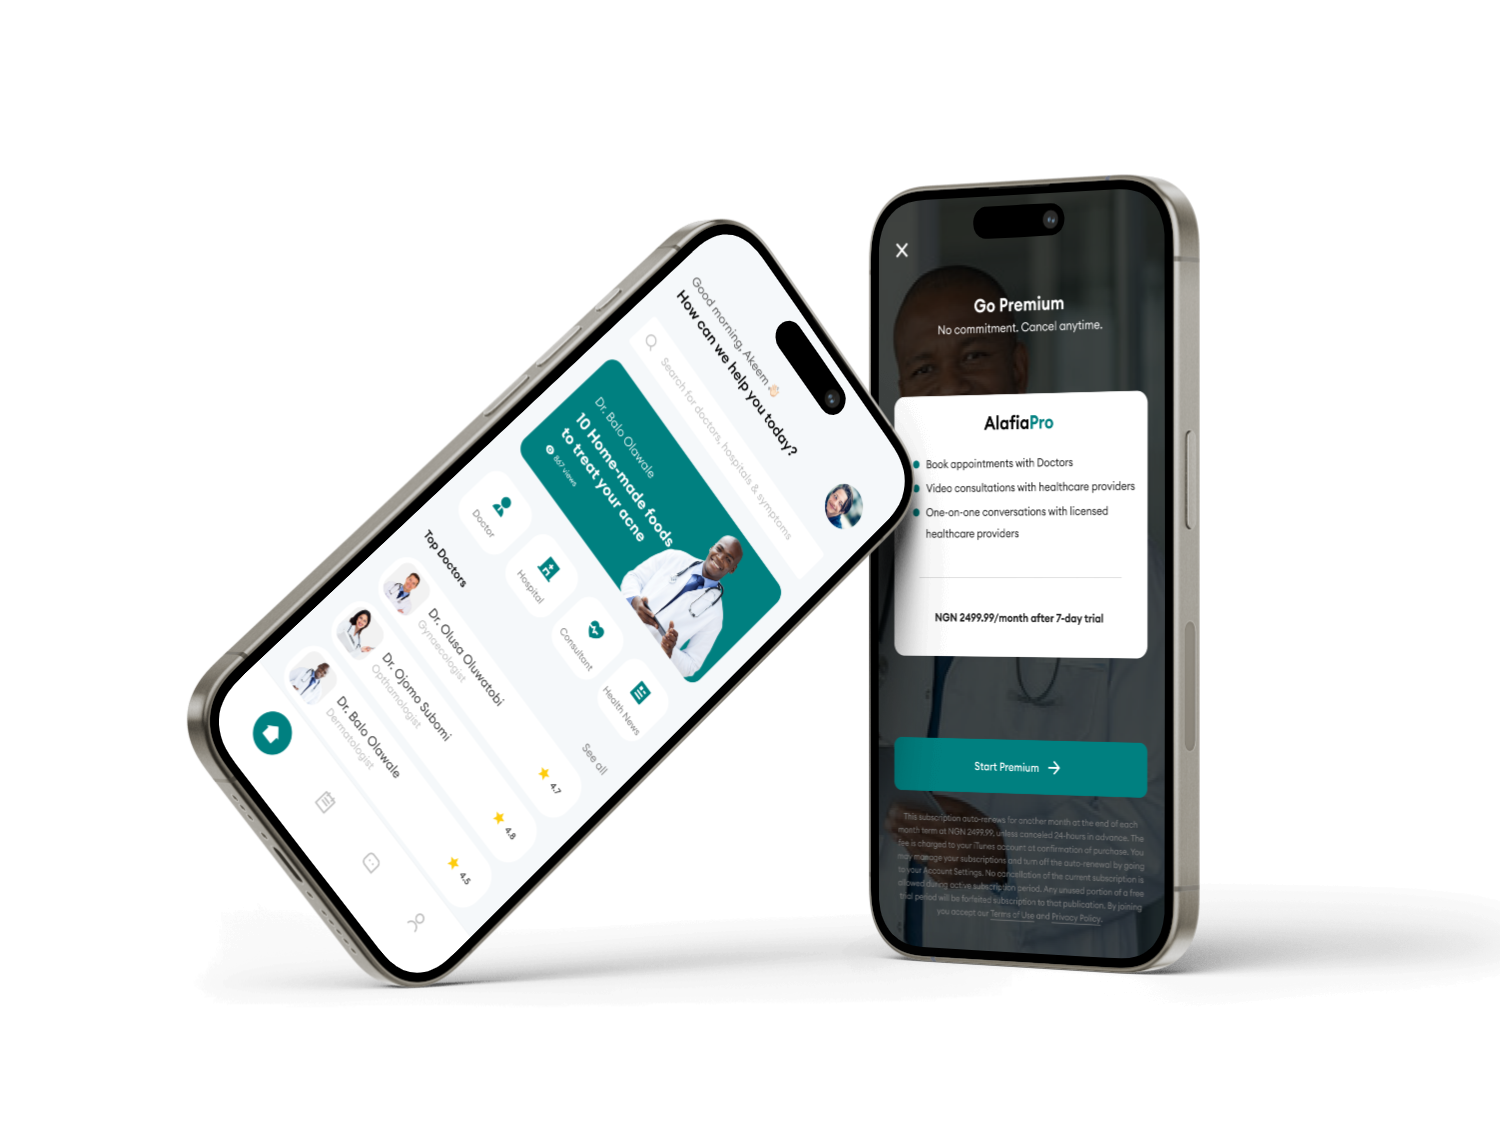 Good morning, Akeem 👋🏻
How can we help you today?
Search for doctors, hospitals & symptoms
Dr. Balo Olawale
10 Home-made foods
to treat your acne
867 views
Doctor
Hospital
Consultant
Health News
Top Doctors
See all
Dr. Olusa Oluwatobi
Gynoecologist
4.7
Dr. Ojomo Subomi
Opthamologist
4.8
Dr. Balo Olawale
Dermatologist
4.5
X
Go Premium
No commitment. Cancel anytime.
AlafiaPro
Book appointments with Doctors
Video consultations with healthcare providers
One-on-one conversations with licensed
healthcare providers
NGN 2499.99/month after 7-day trial
Start Premium →
This subscription auto-renews for another month at the end of each
month term at NGN 2499.99, unless canceled 24-hours in advance. The
fee is charged to your iTunes account at confirmation of purchase. You
may manage your subscriptions and turn off the auto-renewal by going
to your Account Settings. No cancellation of the current subscription is
allowed during active subscription period. Any unused portion of a free
trial period will be forfeited subscription to that publication. By joining
you accept our Terms of Use and Privacy Policy.